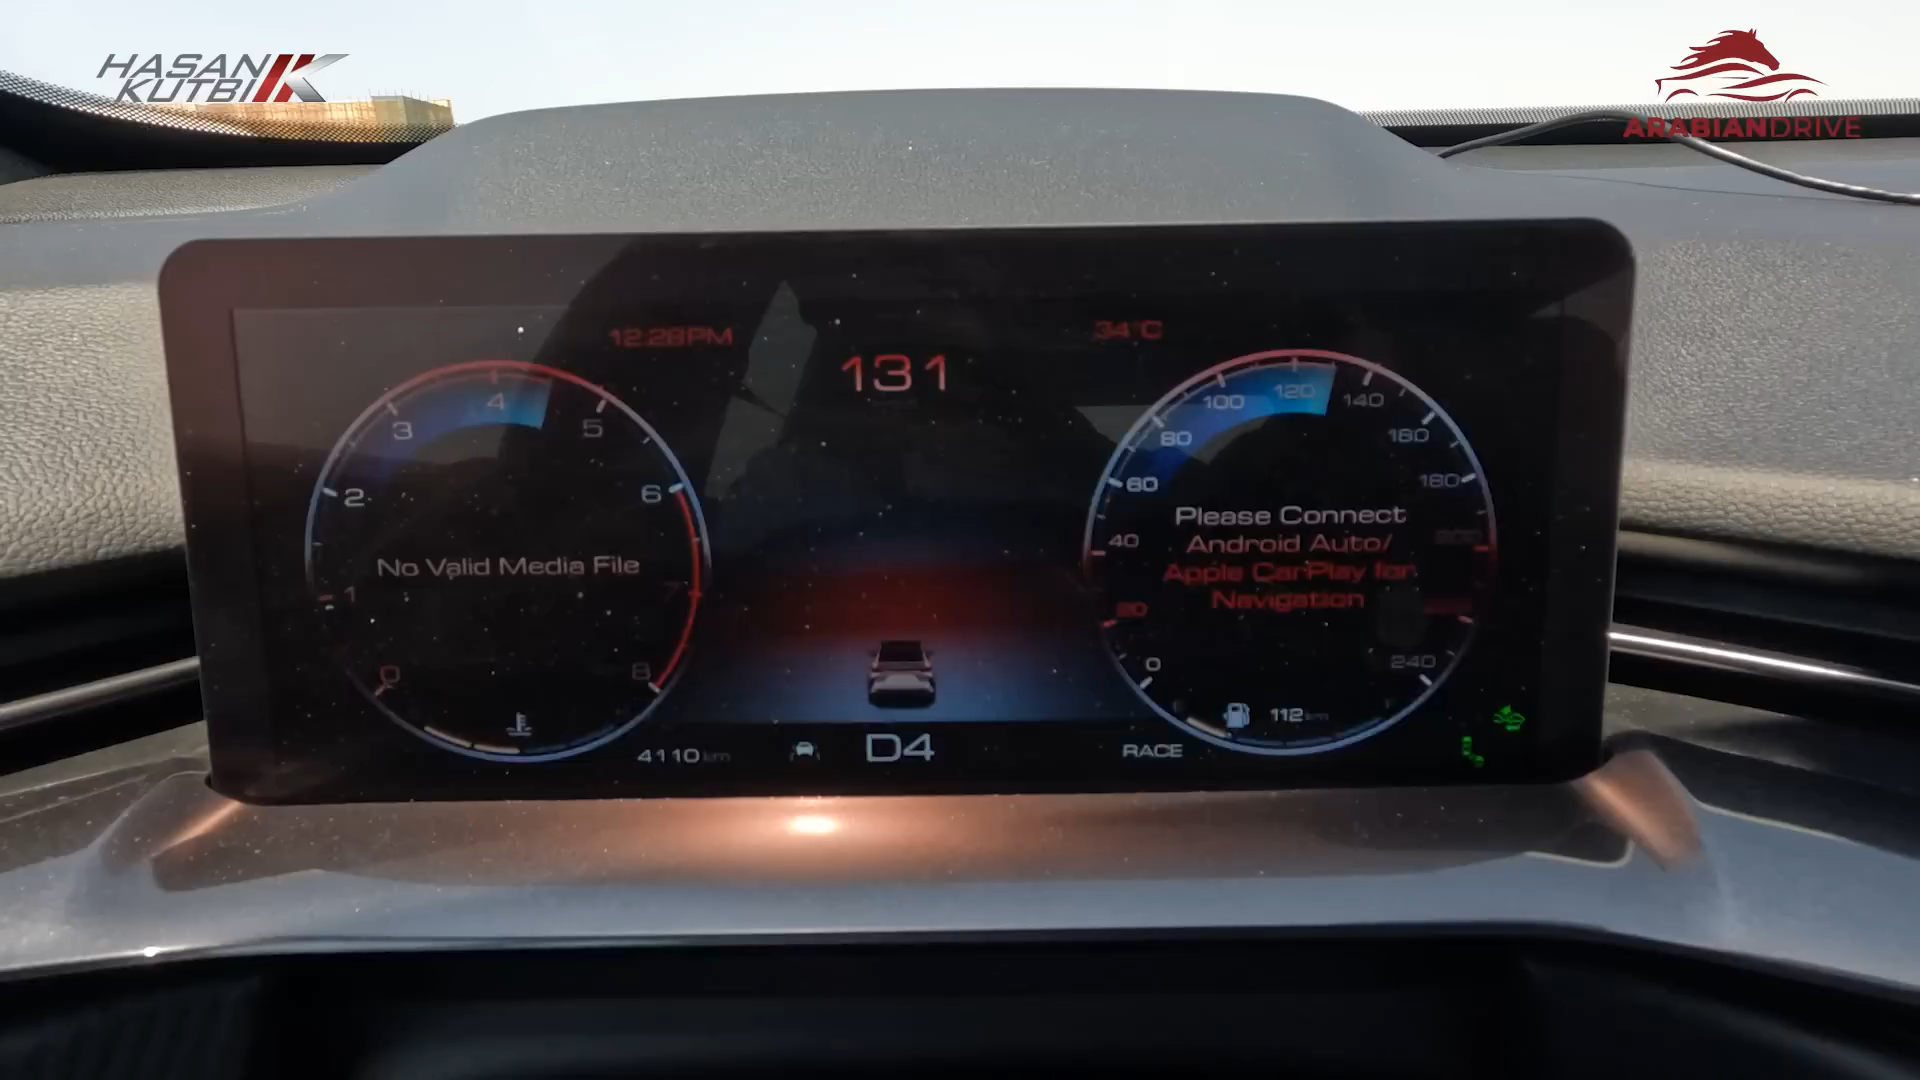 HASAN
KUTBI
ARABIANDRIVE
12:28PM
34°C
131
0
1
2
3
4
5
6
7
8
No Valid Media File
0
20
40
60
80
100
120
140
160
180
200
240
Please Connect
Android Auto/
Apple CarPlay for
Navigation
112 km
4110 km
D4
RACE